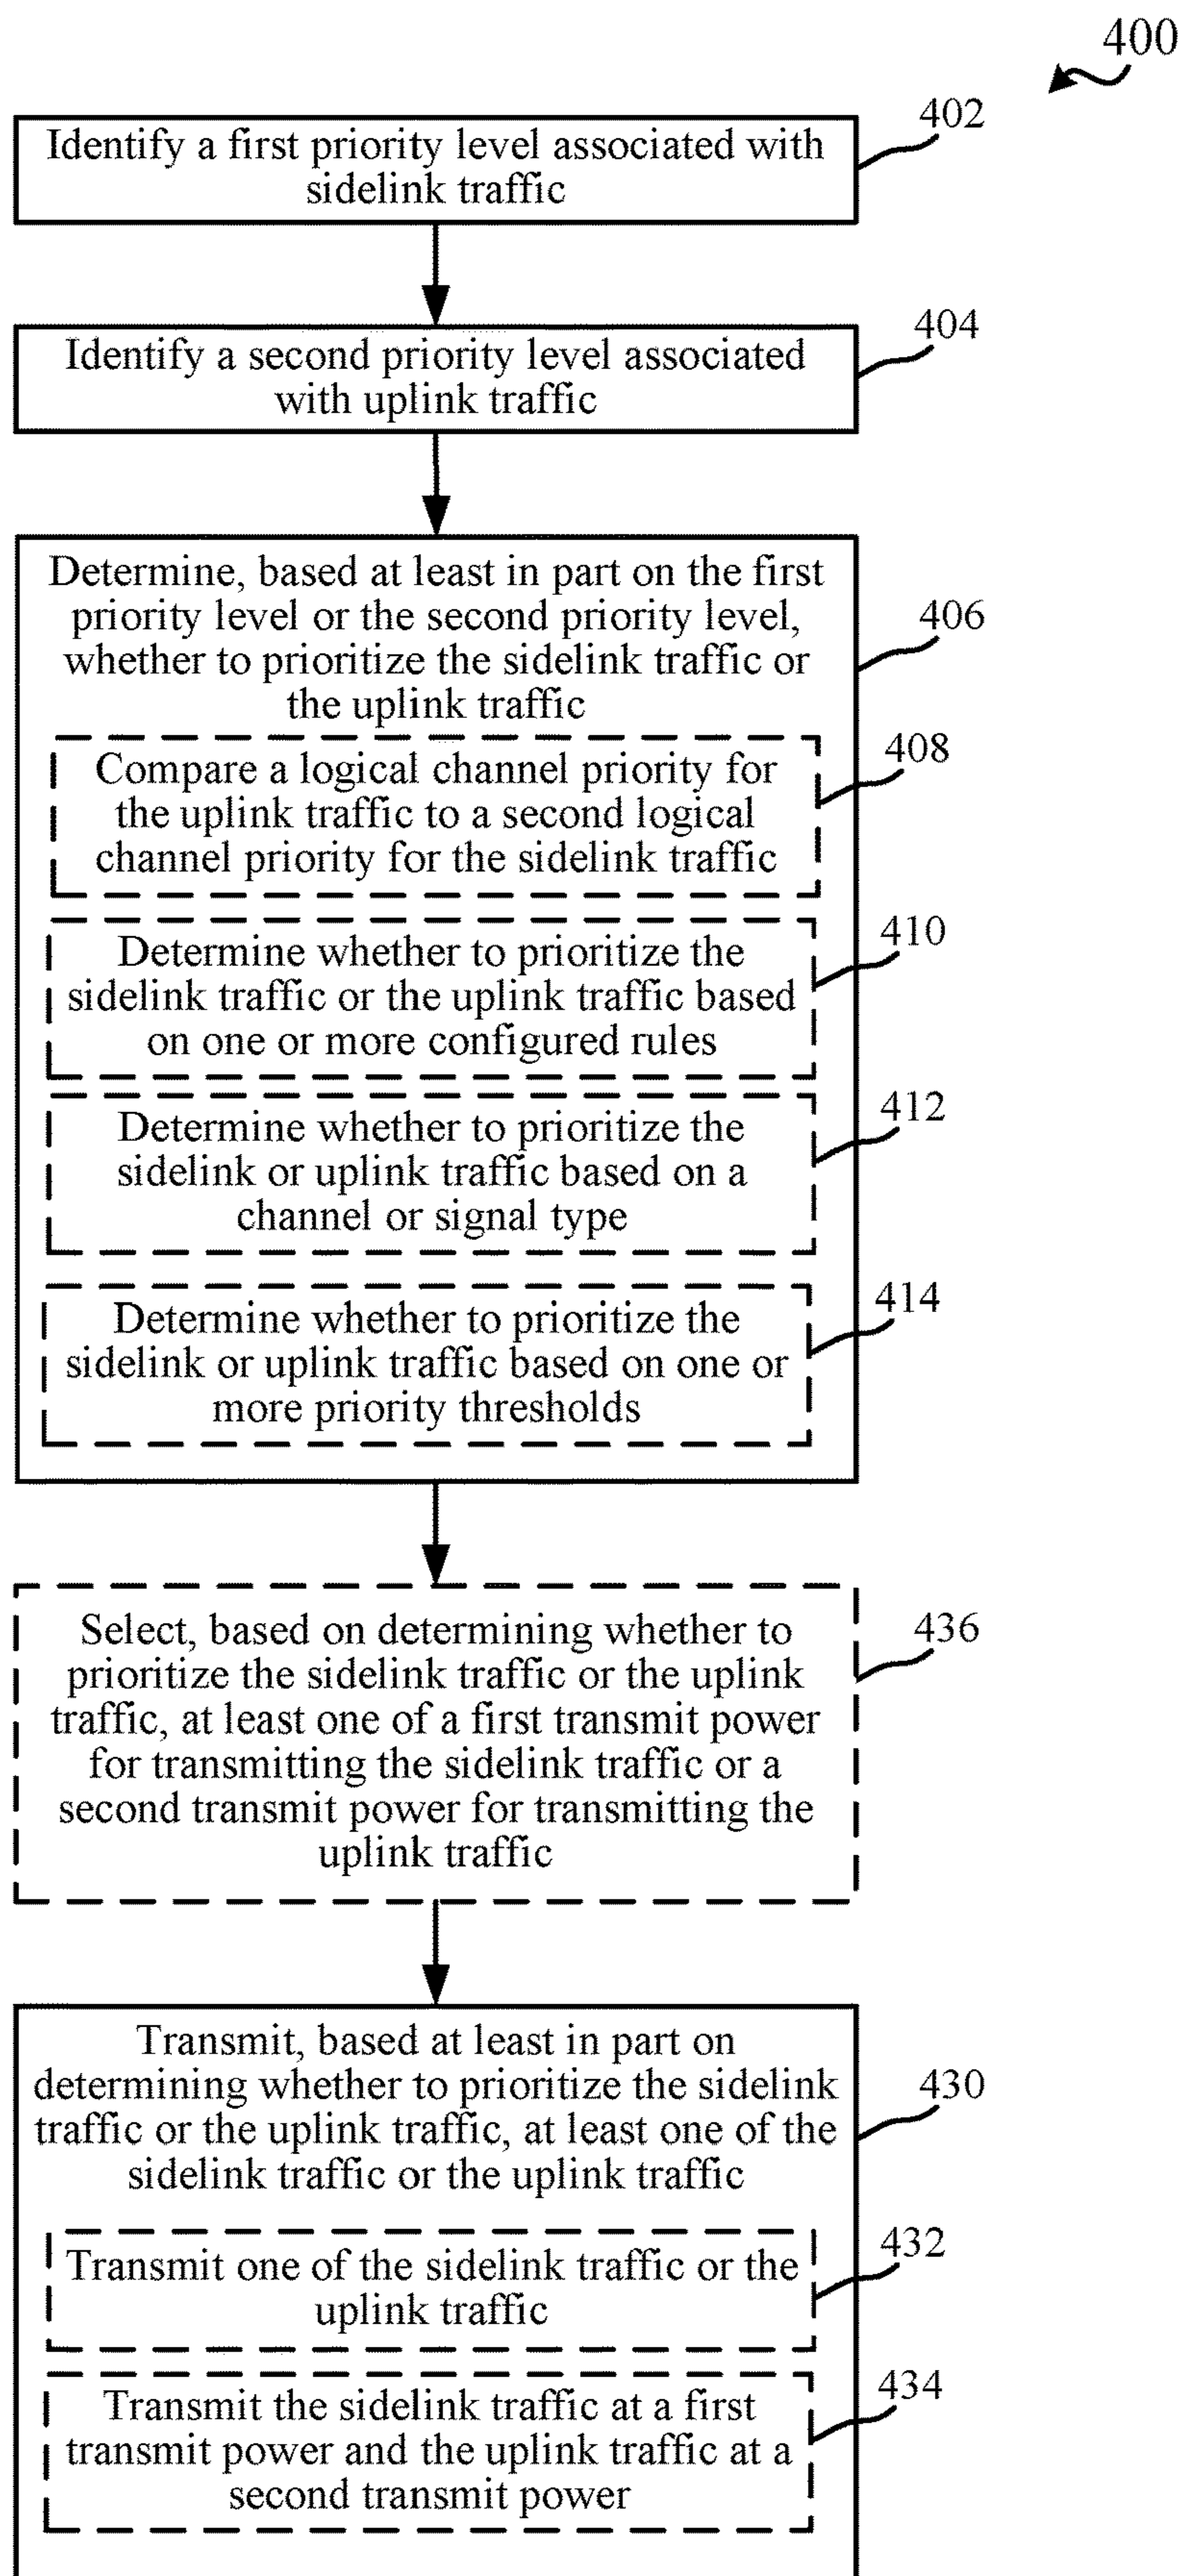 400
402
Identify a first priority level associated with
sidelink traffic
404
Identify a second priority level associated
with uplink traffic
406
Determine, based at least in part on the first
priority level or the second priority level,
whether to prioritize the sidelink traffic or
the uplink traffic
408
Compare a logical channel priority for
the uplink traffic to a second logical
channel priority for the sidelink traffic
410
Determine whether to prioritize the
sidelink traffic or the uplink traffic based
on one or more configured rules
412
Determine whether to prioritize the
sidelink or uplink traffic based on a
channel or signal type
414
Determine whether to prioritize the
sidelink or uplink traffic based on one or
more priority thresholds
436
Select, based on determining whether to
prioritize the sidelink traffic or the uplink
traffic, at least one of a first transmit power
for transmitting the sidelink traffic or a
second transmit power for transmitting the
uplink traffic
430
Transmit, based at least in part on
determining whether to prioritize the sidelink
traffic or the uplink traffic, at least one of the
sidelink traffic or the uplink traffic
432
Transmit one of the sidelink traffic or the
uplink traffic
434
Transmit the sidelink traffic at a first
transmit power and the uplink traffic at a
second transmit power